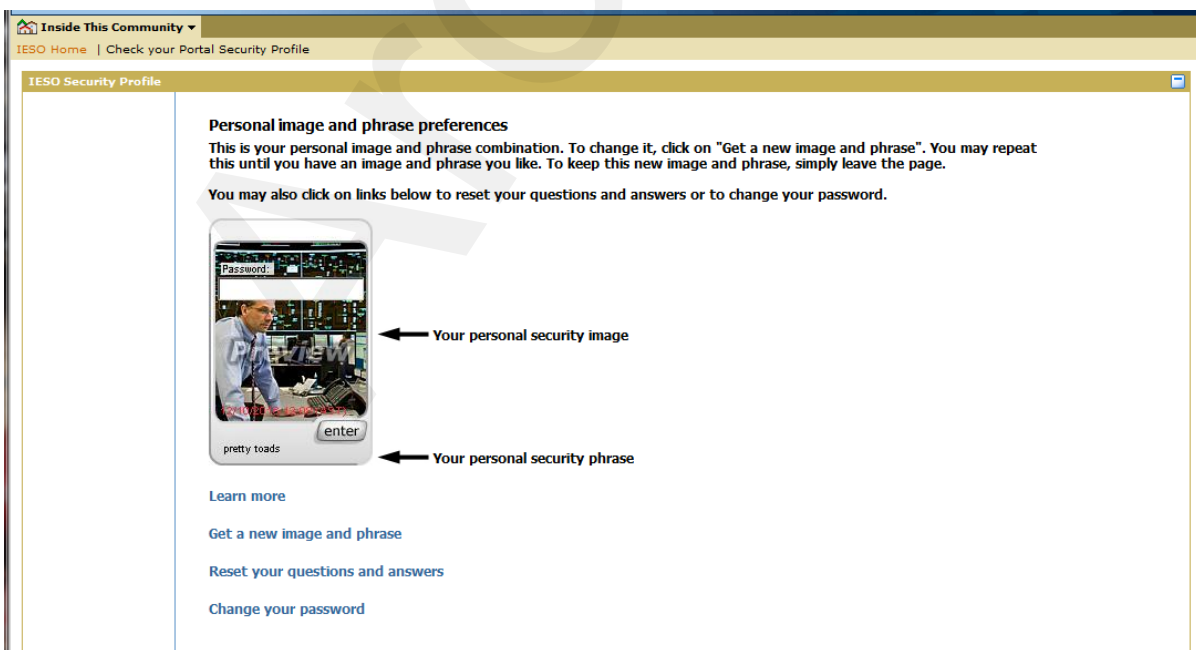 Inside This Community
IESO Home | Check your Portal Security Profile
IESO Security Profile
Personal image and phrase preferences
This is your personal image and phrase combination. To change it, click on "Get a new image and phrase". You may repeat
this until you have an image and phrase you like. To keep this new image and phrase, simply leave the page.
You may also click on links below to reset your questions and answers or to change your password.
Password:
Your personal security image
Preview
enter
pretty toads
Your personal security phrase
Learn more
Get a new image and phrase
Reset your questions and answers
Change your password